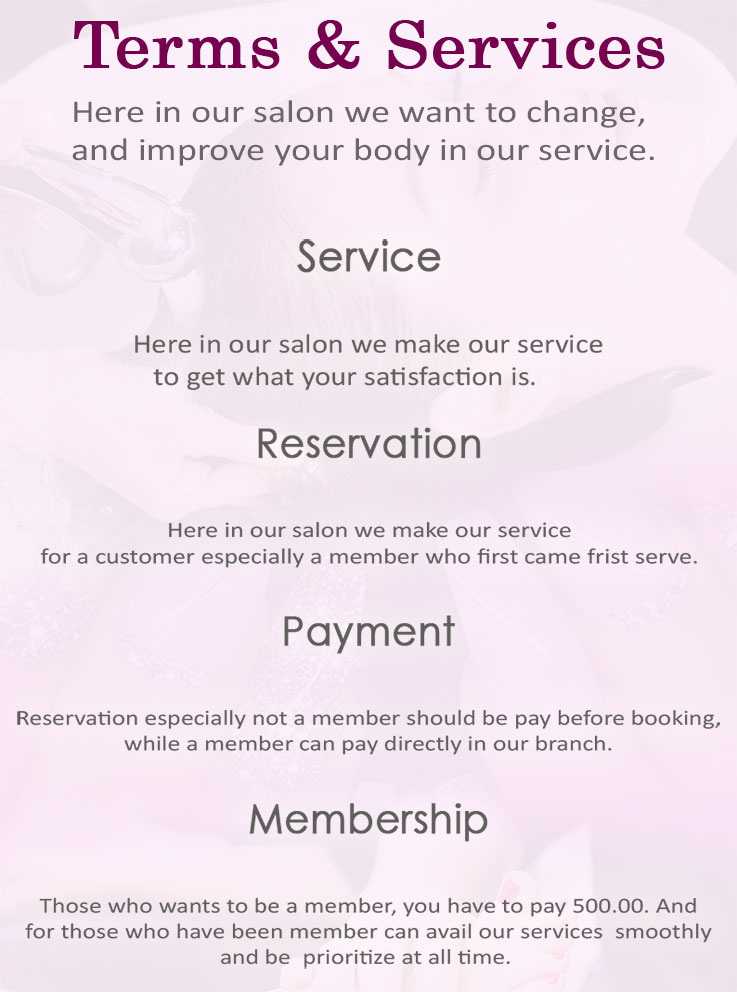 Terms & Services
Here in our salon we want to change,
and improve your body in our service.
Service
Here in our salon we make our service
to get what your satisfaction is.
Reservation
Here in our salon we make our service
for a customer especially a member who first came frist serve.
Payment
Reservation especially not a member should be pay before booking,
while a member can pay directly in our branch.
Membership
Those who wants to be a member, you have to pay 500.00. And
for those who have been member can avail our services smoothly
and be prioritize at all time.